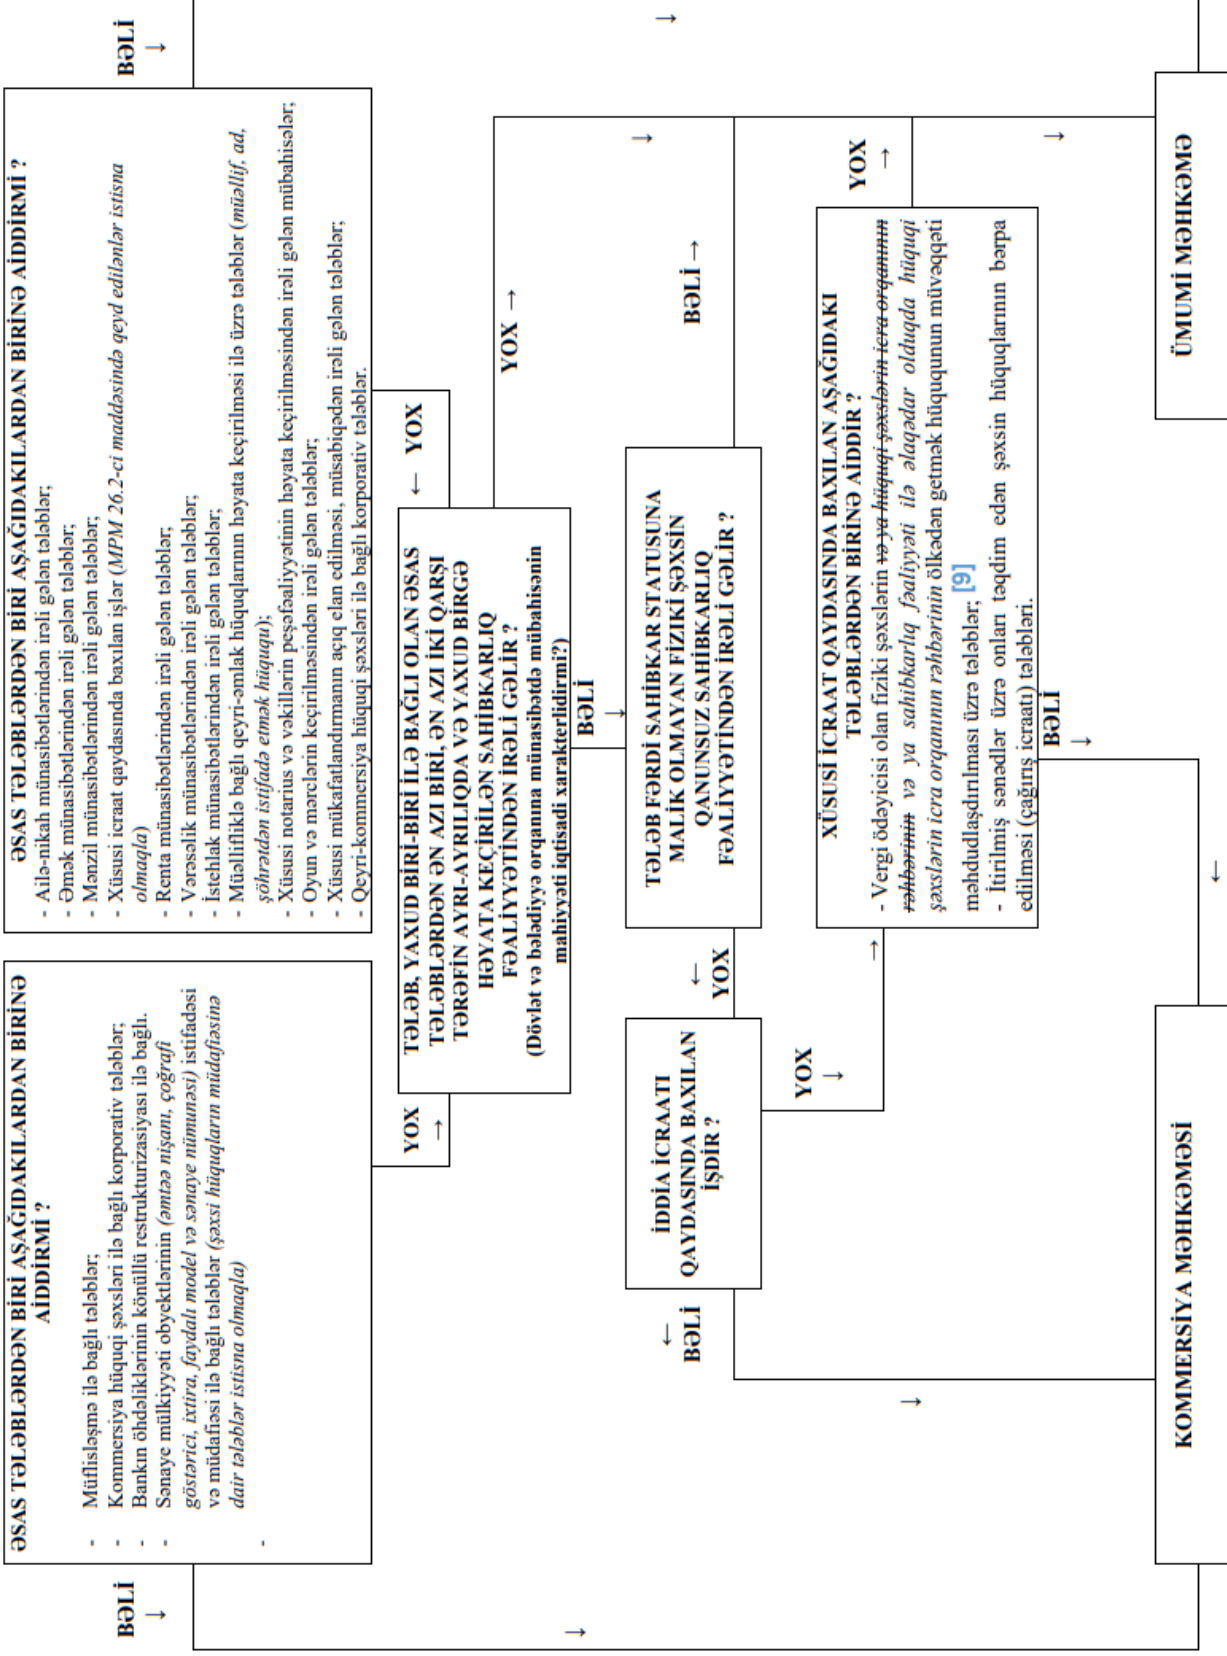 BƏLİ
↓
ƏSAS TƏLƏBLƏRDƏN BİRİ AŞAĞIDAKILARDAN BİRİNƏ
AİDDİRMİ ?
- Müflisləşmə ilə bağlı tələblər;
- Kommersiya hüquqi şəxsləri ilə bağlı korporativ tələblər;
- Bankın öhdəliklərinin könüllü restrukturizasiyası ilə bağlı.
- Sənaye mülkiyyəti obyektlərinin (əmtəə nişanı, çoğrafi
göstərici, ixtira, faydalı model və sənaye nümunəsi) istifadəsi
və müdafiəsi ilə bağlı tələblər (şəxsi hüquqların müdafiəsinə
dair tələblər istisna olmaqla)
-
ƏSAS TƏLƏBLƏRDƏN BİRİ AŞAĞIDAKILARDAN BİRİNƏ AİDDİRMİ ?
- Ailə-nikah münasibətlərindən irəli gələn tələblər;
- Əmək münasibətlərindən irəli gələn tələblər;
- Mənzil münasibətlərindən irəli gələn tələblər;
- Xüsusi icraat qaydasında baxılan işlər (MPM 26.2-ci maddəsində qeyd edilənlər istisna
olmaqla)
- Renta münasibətlərindən irəli gələn tələblər;
- Vərəsəlik münasibətlərindən irəli gələn tələblər;
- İstehlak münasibətlərindən irəli gələn tələblər;
- Müəllifliklə bağlı qeyri-əmlak hüquqlarının həyata keçirilməsi ilə üzrə tələblər (müəllif, ad,
şöhrətdən istifadə etmək hüququ);
- Xüsusi notarius və vəkillərin peşəfəaliyyətinin həyata keçirilməsindən irəli gələn mübahisələr;
- Oyun və mərclərin keçirilməsindən irəli gələn tələblər;
- Xüsusi mükafatlandırmanın açıq elan edilməsi, müsabiqədən irəli gələn tələblər;
- Qeyri-kommersiya hüquqi şəxsləri ilə bağlı korporativ tələblər.
BƏLİ
↓
YOX
→
TƏLƏB, YAXUD BİRİ-BİRİ İLƏ BAĞLI OLAN ƏSAS
TƏLƏBLƏRDƏN ƏN AZI BİRİ, ƏN AZI İKİ QARŞI
TƏRƏFİN AYRI-AYRILIQDA VƏ YAXUD BİRGƏ
HƏYATA KEÇİRİLƏN SAHİBKARLIQ
FƏALİYYƏTİNDƏN İRƏLİ GƏLİR ?
(Dövlət və bələdiyyə orqanına münasibətdə mübahisənin
mahiyyəti iqtisadi xarakterlidirmi?)
← YOX
YOX →
↓
BƏLİ
↓
↓
↓
←
BƏLİ
İDDİA İCRAATI
QAYDASINDA BAXILAN
İŞDİR ?
←
YOX
TƏLƏB FƏRDİ SAHİBKAR STATUSUNA
MALİK OLMAYAN FİZİKİ ŞƏXSİN
QANUNSUZ SAHİBKARLIQ
FƏALİYYƏTİNDƏN İRƏLİ GƏLİR ?
BƏLİ →
YOX
↓
→
XÜSUSİ İCRAAT QAYDASINDA BAXILAN AŞAĞIDAKI
TƏLƏBLƏRDƏN BİRİNƏ AİDDİR ?
- Vergi ödəyicisi olan fiziki şəxslərin və ya hüquqi şəxslərin icra orqanının
rəhbərinin və ya sahibkarlıq fəaliyyəti ilə əlaqədar olduqda hüquqi
şəxslərin icra orqanının rəhbərinin ölkədən getmək hüququnun müvəqqəti
məhdudlaşdırılması üzrə tələblər; [9]
- İtirilmiş sənədlər üzrə onları təqdim edən şəxsin hüquqlarının bərpa
edilməsi (çağırış icraatı) tələbləri.
YOX
→
↓
BƏLİ
↓
↓
←
KOMMERSİYA MƏHKƏMƏSİ
ÜMUMİ MƏHKƏMƏ